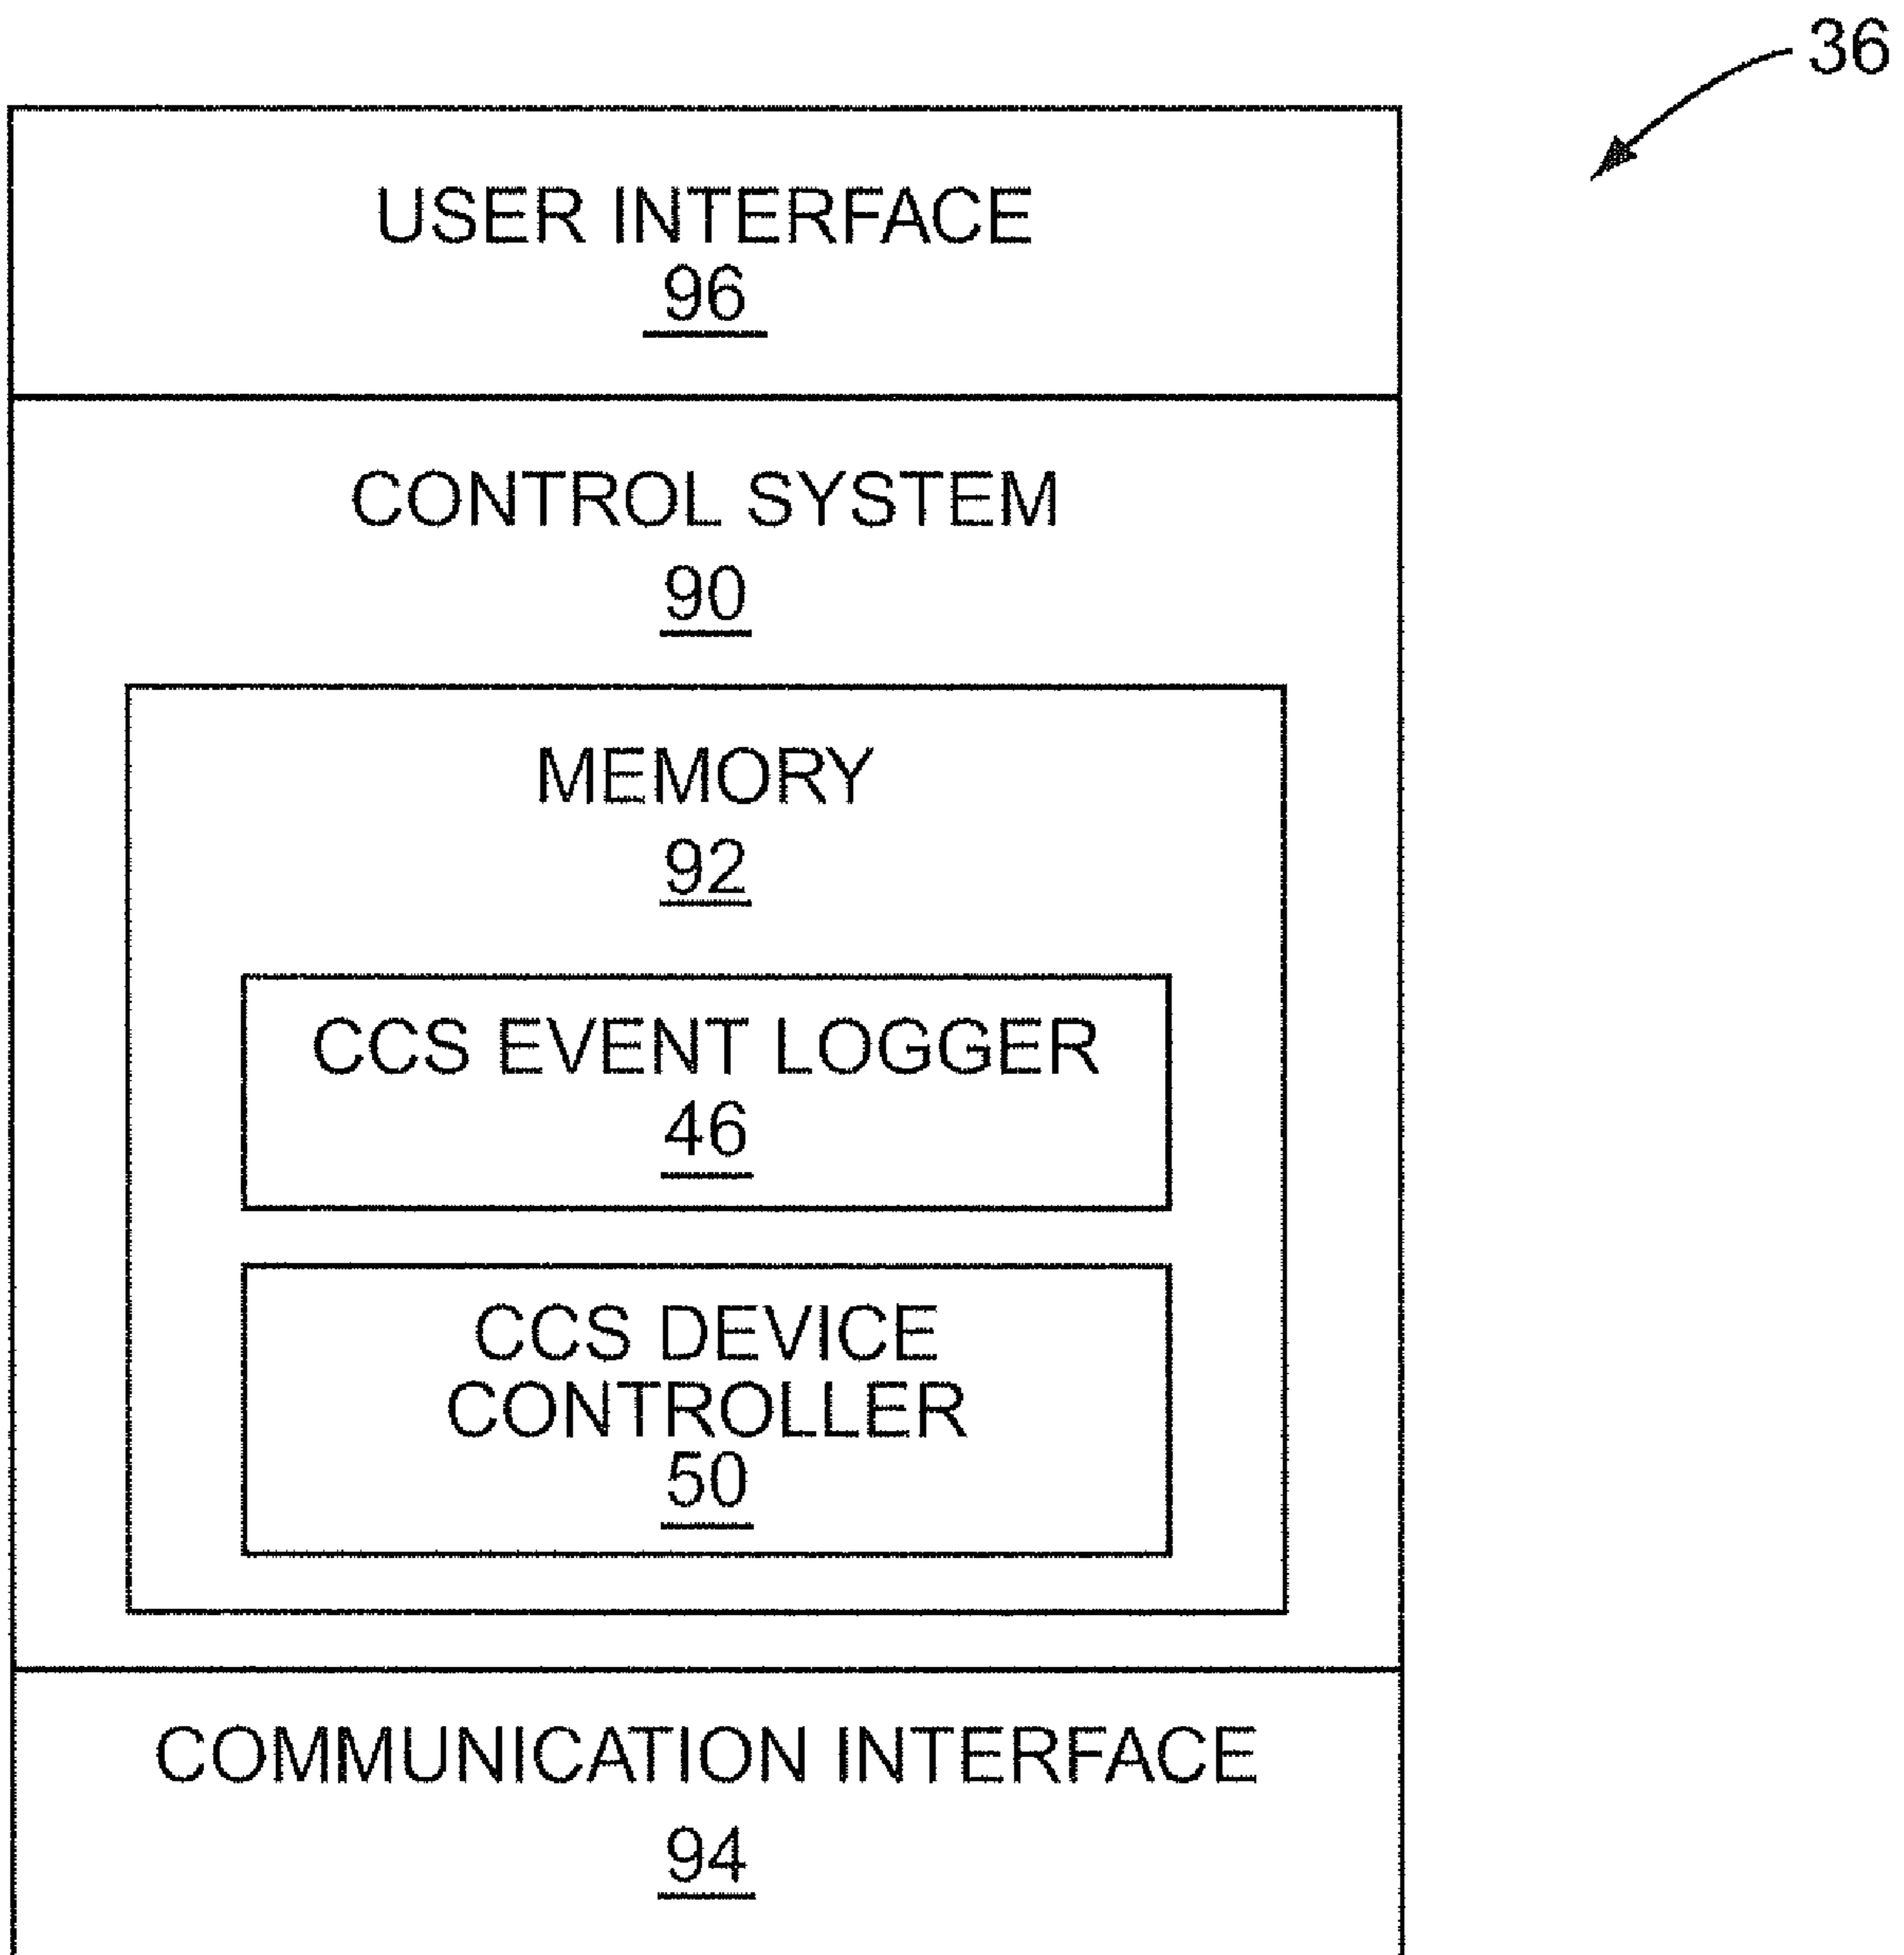 36
USER INTERFACE
96
CONTROL SYSTEM
90
MEMORY
92
CCS EVENT LOGGER
46
CCS DEVICE
CONTROLLER
50
COMMUNICATION INTERFACE
94